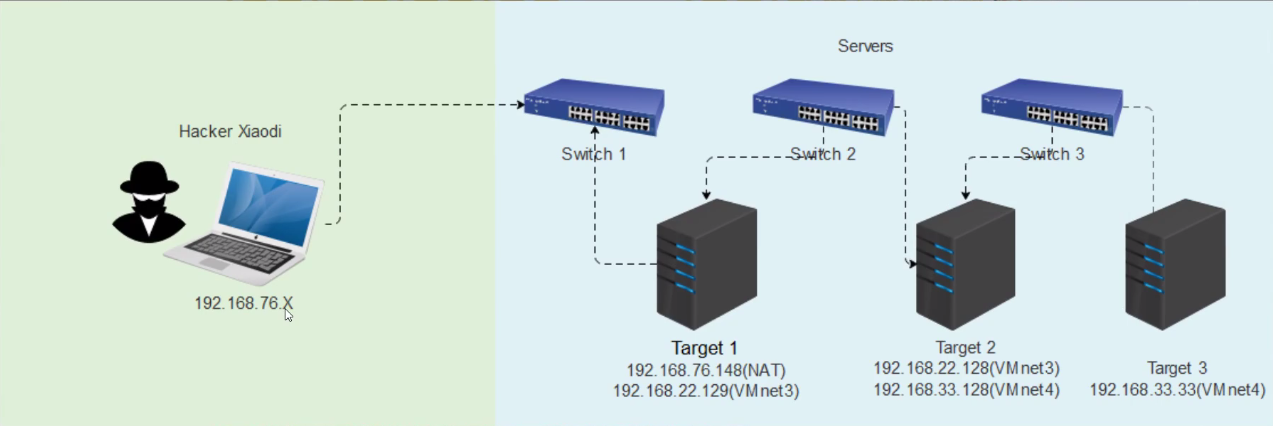 Servers
Hacker Xiaodi
192.168.76.X
Switch 1
Switch 2
Switch 3
Target 1
192.168.76.148(NAT)
192.168.22.129(VMnet3)
Target 2
192.168.22.128(VMnet3)
192.168.33.128(VMnet4)
Target 3
192.168.33.33(VMnet4)